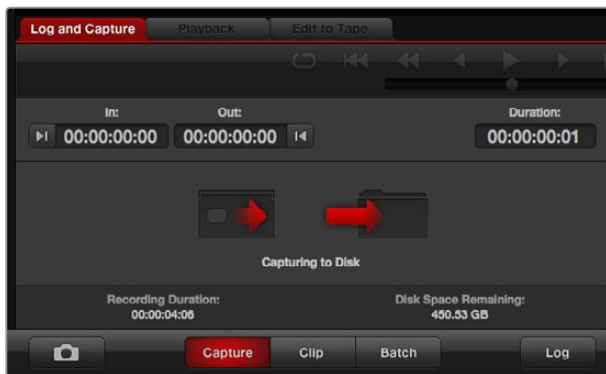 Log and Capture Playback Edit to Tape
In: Out: Duration:
00:00:00:00 00:00:00:00 00:00:00:01
Capturing to Disk
Recording Duration: Disk Space Remaining:
00:00:04:06 450.53 GB
Capture Clip Batch Log